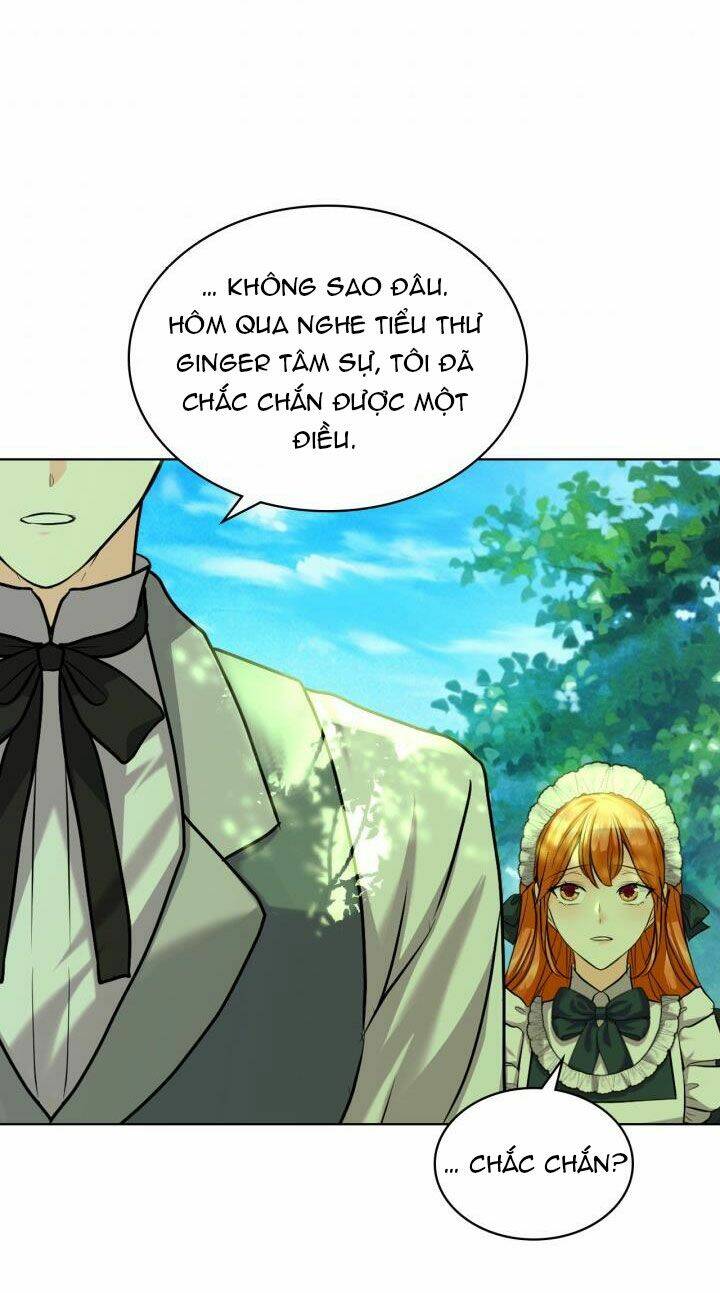 ... KHÔNG SAO ĐÂU.
HÔM QUA NGHE TIỂU THƯ
GINGER TÂM SỰ, TÔI ĐÃ
CHẮC CHẮN ĐƯỢC MỘT
ĐIỀU.
... CHẮC CHẮN?